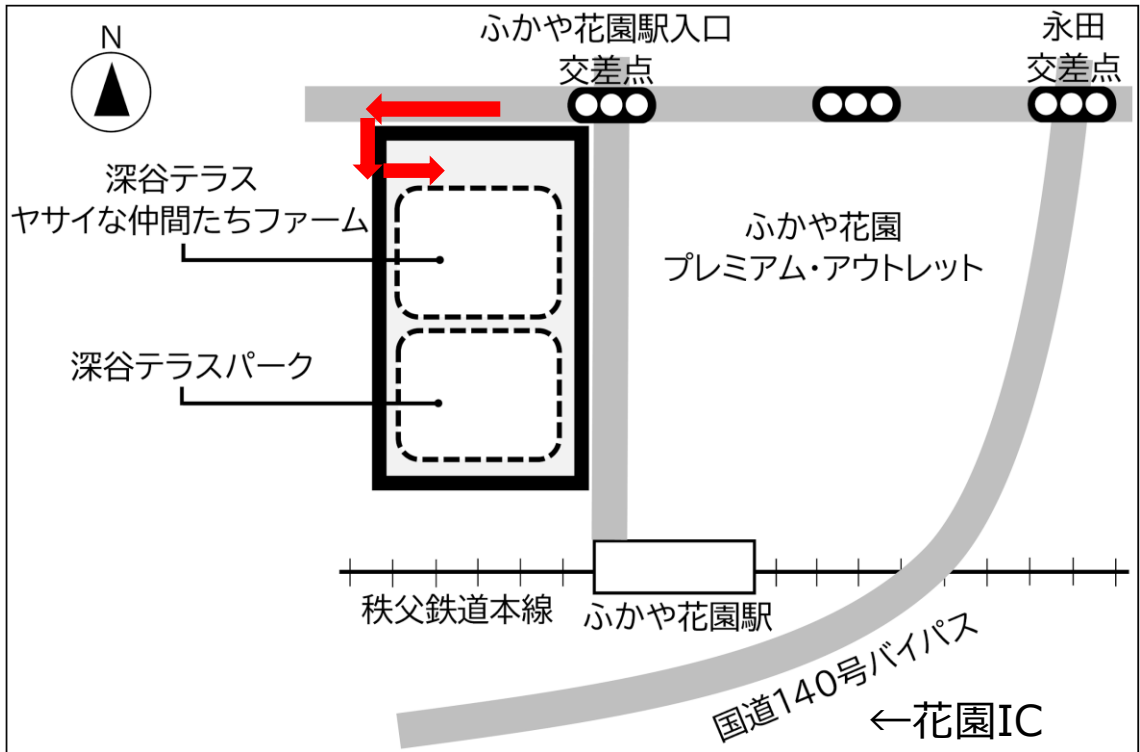 N
ふかや花園駅入口
交差点
永田
交差点
深谷テラス
ヤサイな仲間たちファーム
ふかや花園
プレミアム・アウトレット
深谷テラスパーク
秩父鉄道本線
ふかや花園駅
国道140号バイパス
←花園IC